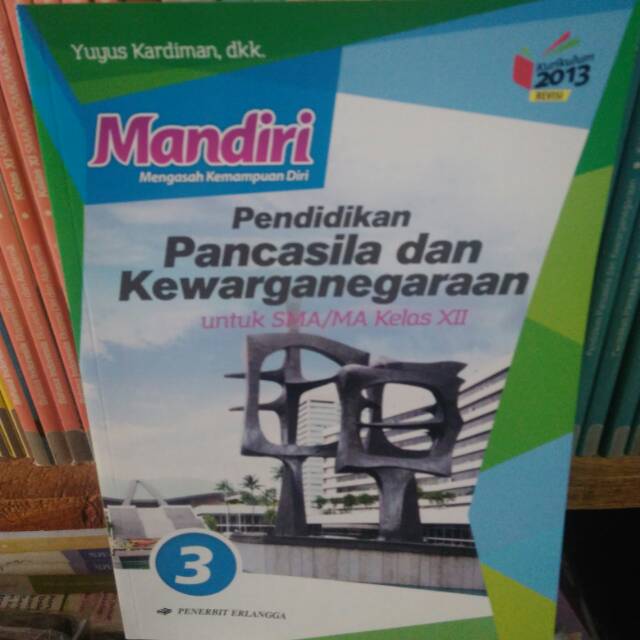 Yuyus Kardiman, dkk.
Kurikulum
2013
REVISI
Mandiri
Mengasah Kemampuan Diri
Pendidikan
Pancasila dan
Kewarganegaraan
untuk SMA/MA Kelas XII
3
PENERBIT ERLANGGA